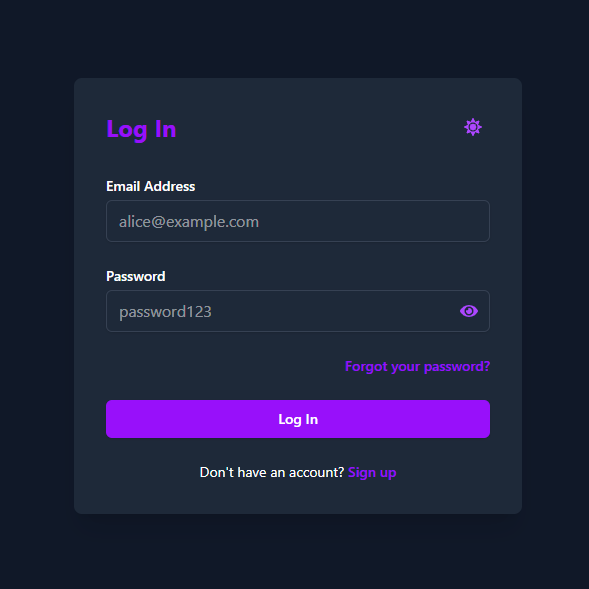 Log In
Email Address
alice@example.com
Password
password123
Forgot your password?
Log In
Don't have an account? Sign up